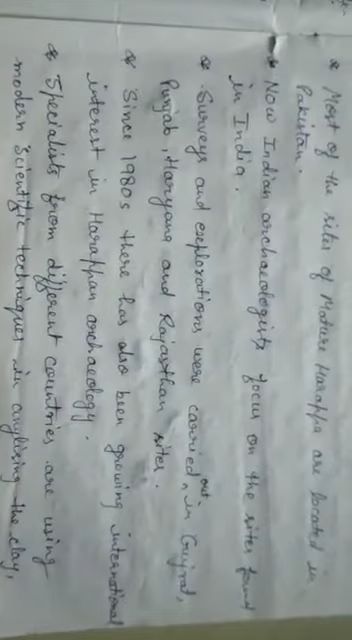 * Most of the sites of Mature Harappa are located in
Pakistan.
* Now Indian archaeologists focus on the sites found
in India.
* Surveys and explorations were carried out in Gujrat,
Punjab, Haryana and Rajasthan sites.
* Since 1980s there has also been growing international
interest in Harappan archaeology.
* Specialists from different countries are using
modern scientific techniques in anylising the clay,